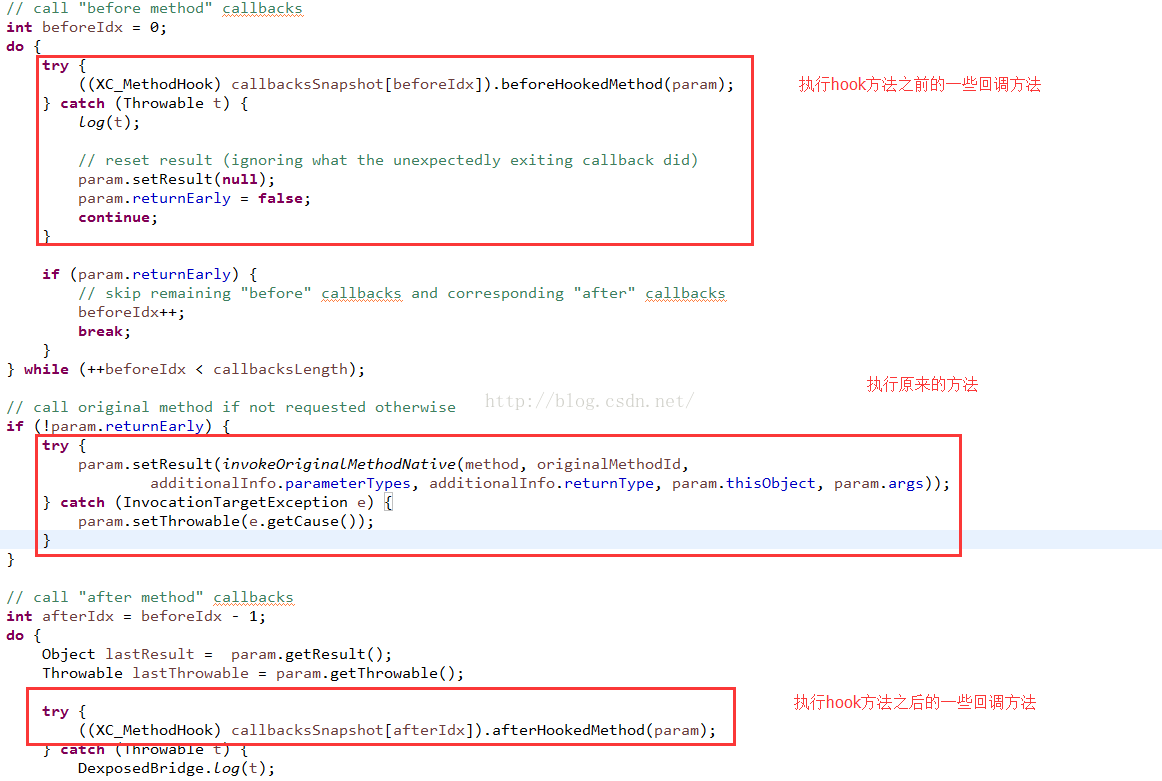 // call "before method" callbacks
int beforeIdx = 0;
do {
try {
((XC_MethodHook) callbacksSnapshot[beforeIdx]).beforeHookedMethod(param);
执行hook方法之前的一些回调方法
} catch (Throwable t) {
log(t);
// reset result (ignoring what the unexpectedly exiting callback did)
param.setResult(null);
param.returnEarly = false;
continue;
}
if (param.returnEarly) {
// skip remaining "before" callbacks and corresponding "after" callbacks
beforeIdx++;
break;
}
} while (++beforeIdx < callbacksLength);
执行原来的方法
http://blog.csdn.net/
// call original method if not requested otherwise
if (!param.returnEarly) {
try {
param.setResult(invokeOriginalMethodNative(method, originalMethodId,
additionalInfo.parameterTypes, additionalInfo.returnType, param.thisObject, param.args));
} catch (InvocationTargetException e) {
param.setThrowable(e.getCause());
}
}
// call "after method" callbacks
int afterIdx = beforeIdx - 1;
do {
Object lastResult =  param.getResult();
Throwable lastThrowable = param.getThrowable();
执行hook方法之后的一些回调方法
try {
((XC_MethodHook) callbacksSnapshot[afterIdx]).afterHookedMethod(param);
} catch (Throwable t) {
DexposedBridge.log(t);